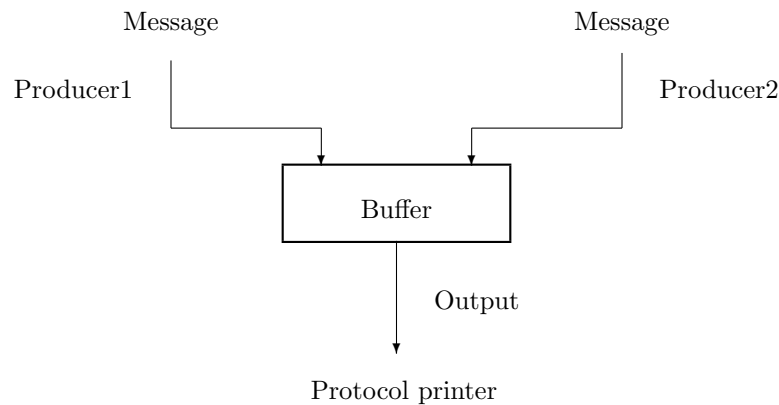 Message
Message
Producer1
Producer2
Buffer
Output
Protocol printer